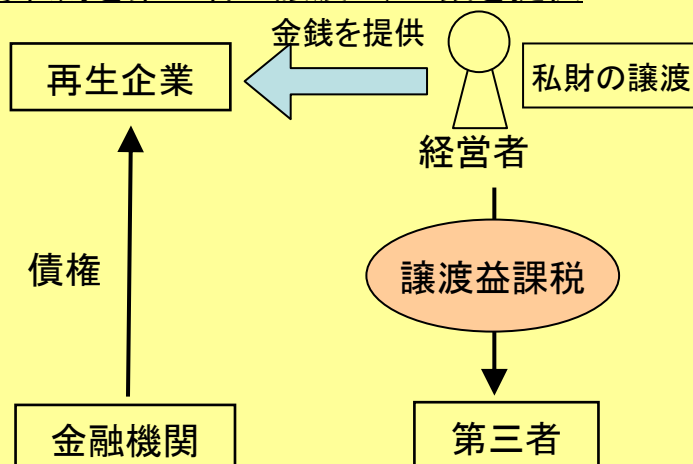 金銭を提供
再生企業
私財の譲渡
経営者
債権
譲渡益課税
金融機関
第三者